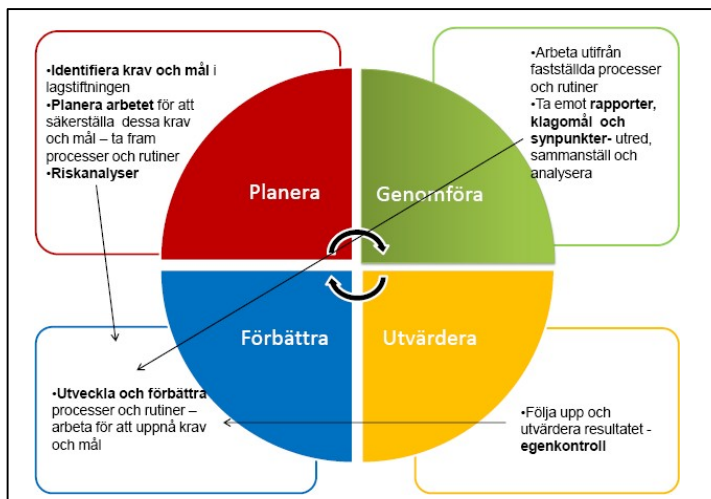 •Identifiera krav och mål i
lagstiftningen
•Planera arbetet för att
säkerställa dessa krav
och mål – ta fram
processer och rutiner
•Riskanalyser
Planera
•Arbeta utifrån
fastställda processer
och rutiner
•Ta emot rapporter,
klagomål och
synpunkter- utred,
sammanställ och
analysera
Genomföra
Förbättra
•Utveckla och förbättra
processer och rutiner –
arbeta för att uppnå krav
och mål
Utvärdera
•Följa upp och
utvärdera resultatet -
egenkontroll